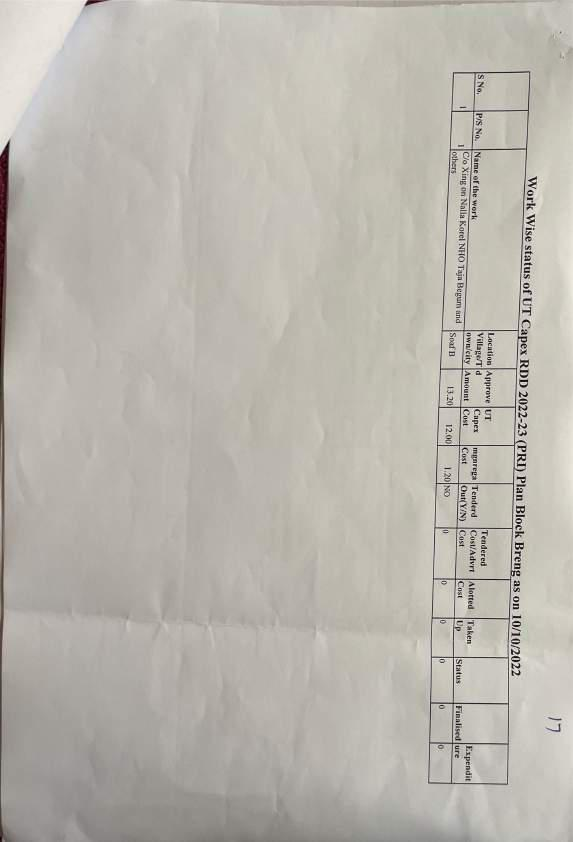 17
Work Wise status of UT Capex RDD 2022-23 (PRI) Plan Block Breng as on 10/10/2022
S No. P/S No. Name of the work Location Village/Town/city Approved Amount UT Capex Cost mgnrega Cost Tenderd Out(Y/N) Tendered Cost/Advrt Cost Alotted Cost Taken Up Status Finalised Expenditure
1 1 C/o Xing on Nalla Korel NHO Taja Begum and others Soaf B 13.20 12.00 1.20 NO 0 0 0 0 0 0